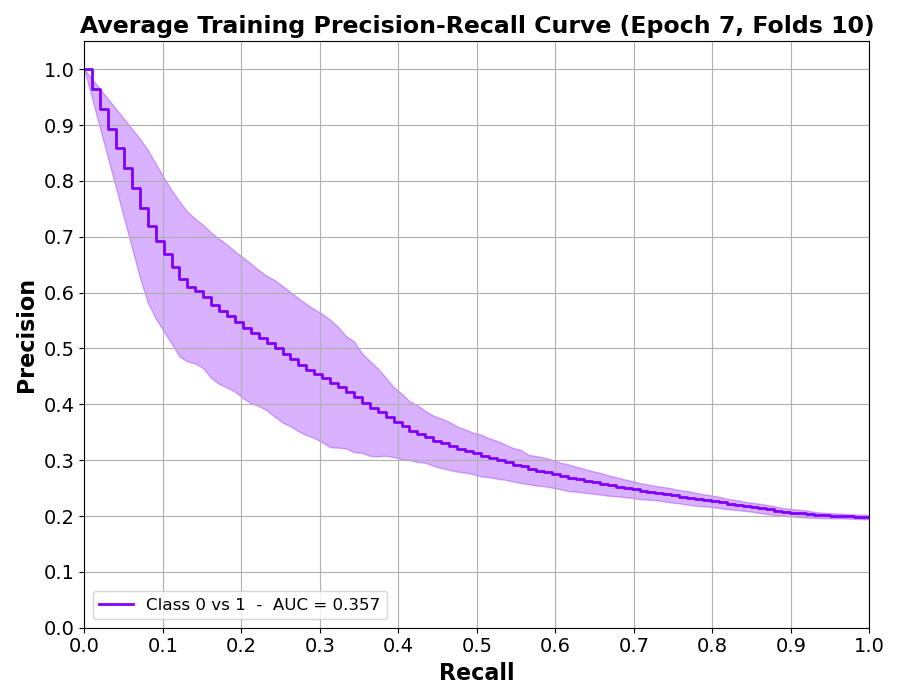 Average Training Precision-Recall Curve (Epoch 7, Folds 10)
Precision
1.0
0.9
0.8
0.7
0.6
0.5
0.4
0.3
0.2
0.1
0.0
Class 0 vs 1 - AUC = 0.357
0.0 0.1 0.2 0.3 0.4 0.5 0.6 0.7 0.8 0.9 1.0
Recall